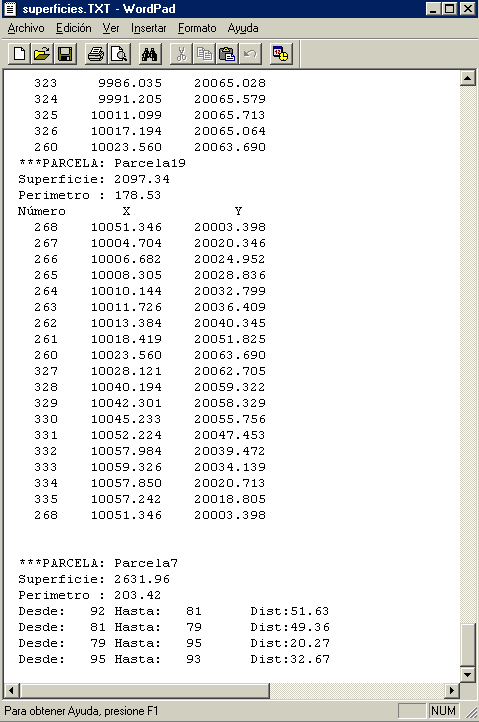 superficies.TXT - WordPad
Archivo Edición Ver Insertar Formato Ayuda
323 9986.035 20065.028
324 9991.205 20065.579
325 10011.099 20065.713
326 10017.194 20065.064
260 10023.560 20063.690
***PARCELA: Parcela19
Superficie: 2097.34
Perimetro : 178.53
Número X Y
268 10051.346 20003.398
267 10004.704 20020.346
266 10006.682 20024.952
265 10008.305 20028.836
264 10010.144 20032.799
263 10011.726 20036.409
262 10013.384 20040.345
261 10018.419 20051.825
260 10023.560 20063.690
327 10028.121 20062.705
328 10040.194 20059.322
329 10042.301 20058.329
330 10045.233 20055.756
331 10052.224 20047.453
332 10057.984 20039.472
333 10059.326 20034.139
334 10057.850 20020.713
335 10057.242 20018.805
268 10051.346 20003.398
***PARCELA: Parcela7
Superficie: 2631.96
Perimetro : 203.42
Desde: 92 Hasta: 81 Dist:51.63
Desde: 81 Hasta: 79 Dist:49.36
Desde: 79 Hasta: 95 Dist:20.27
Desde: 95 Hasta: 93 Dist:32.67
Para obtener Ayuda, presione F1 NUM